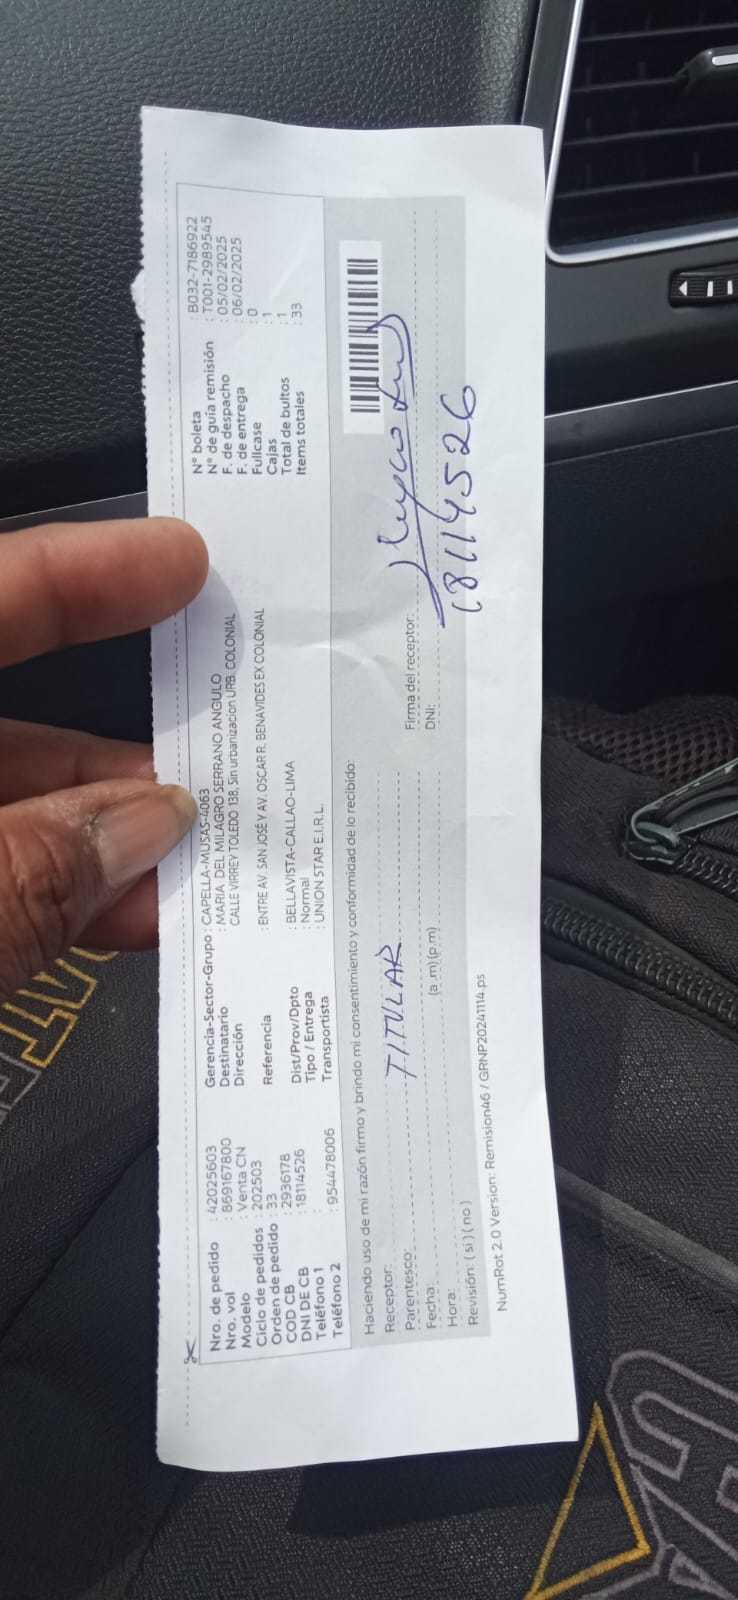 Nro. de pedido : 42025603
Nro. vol : 869167800
Modelo : Venta CN
Ciclo de pedidos : 202503
Orden de pedido : 33
COD CB : 2936178
DNI DE CB : 18114526
Teléfono 1 :
Teléfono 2 : 954478006
Gerencia-Sector-Grupo : CAPELLA-MUSAS-4063
Destinatario : MARIA DEL MILAGRO SERRANO ANGULO
Dirección CALLE VIRREY TOLEDO 138, Sin urbanizacion URB. COLONIAL
Referencia : ENTRE AV. SAN JOSÉ Y AV. OSCAR R. BENAVIDES EX COLONIAL
Dist/Prov/Dpto : BELLAVISTA-CALLAO-LIMA
Tipo / Entrega : Normal
Transportista : UNION STAR E.I.R.L.
N° boleta : B032-7186922
N° de guía remisión : T001-2989545
F. de despacho : 05/02/2025
F. de entrega : 06/02/2025
Fullcase : 0
Cajas : 1
Total de bultos : 1
Items totales : 33
Haciendo uso de mi razón firmo y brindo mi consentimiento y conformidad de lo recibido:
Receptor:
Parentesco: TITULAR
Fecha:
Hora: (a .m) (p.m)
Revisión: ( si ) ( no )
Firma del receptor:
DNI: 18114526
NumRot 2.0 Version: Remision46 / GRNP20241114.ps